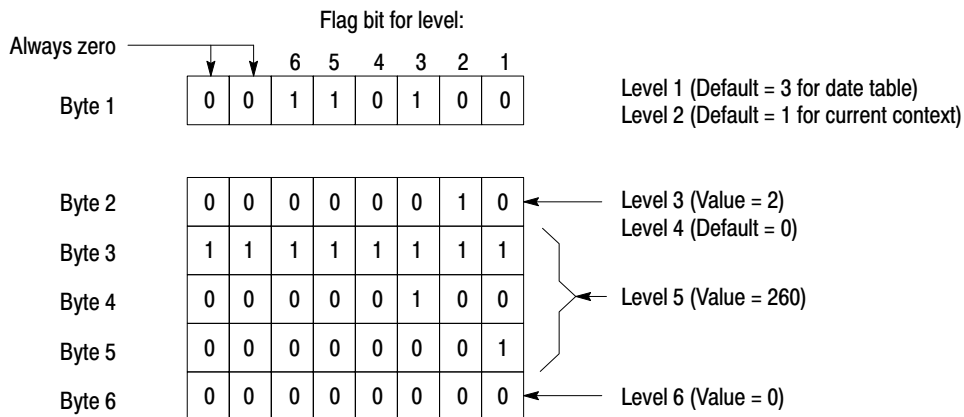 Flag bit for level:
Always zero
6 5 4 3 2 1
Byte 1 0 0 1 1 0 1 0 0
Level 1 (Default = 3 for date table)
Level 2 (Default = 1 for current context)
Byte 2 0 0 0 0 0 0 1 0 Level 3 (Value = 2)
Level 4 (Default = 0)
Byte 3 1 1 1 1 1 1 1 1
Byte 4 0 0 0 0 0 1 0 0 Level 5 (Value = 260)
Byte 5 0 0 0 0 0 0 0 1
Byte 6 0 0 0 0 0 0 0 0 Level 6 (Value = 0)